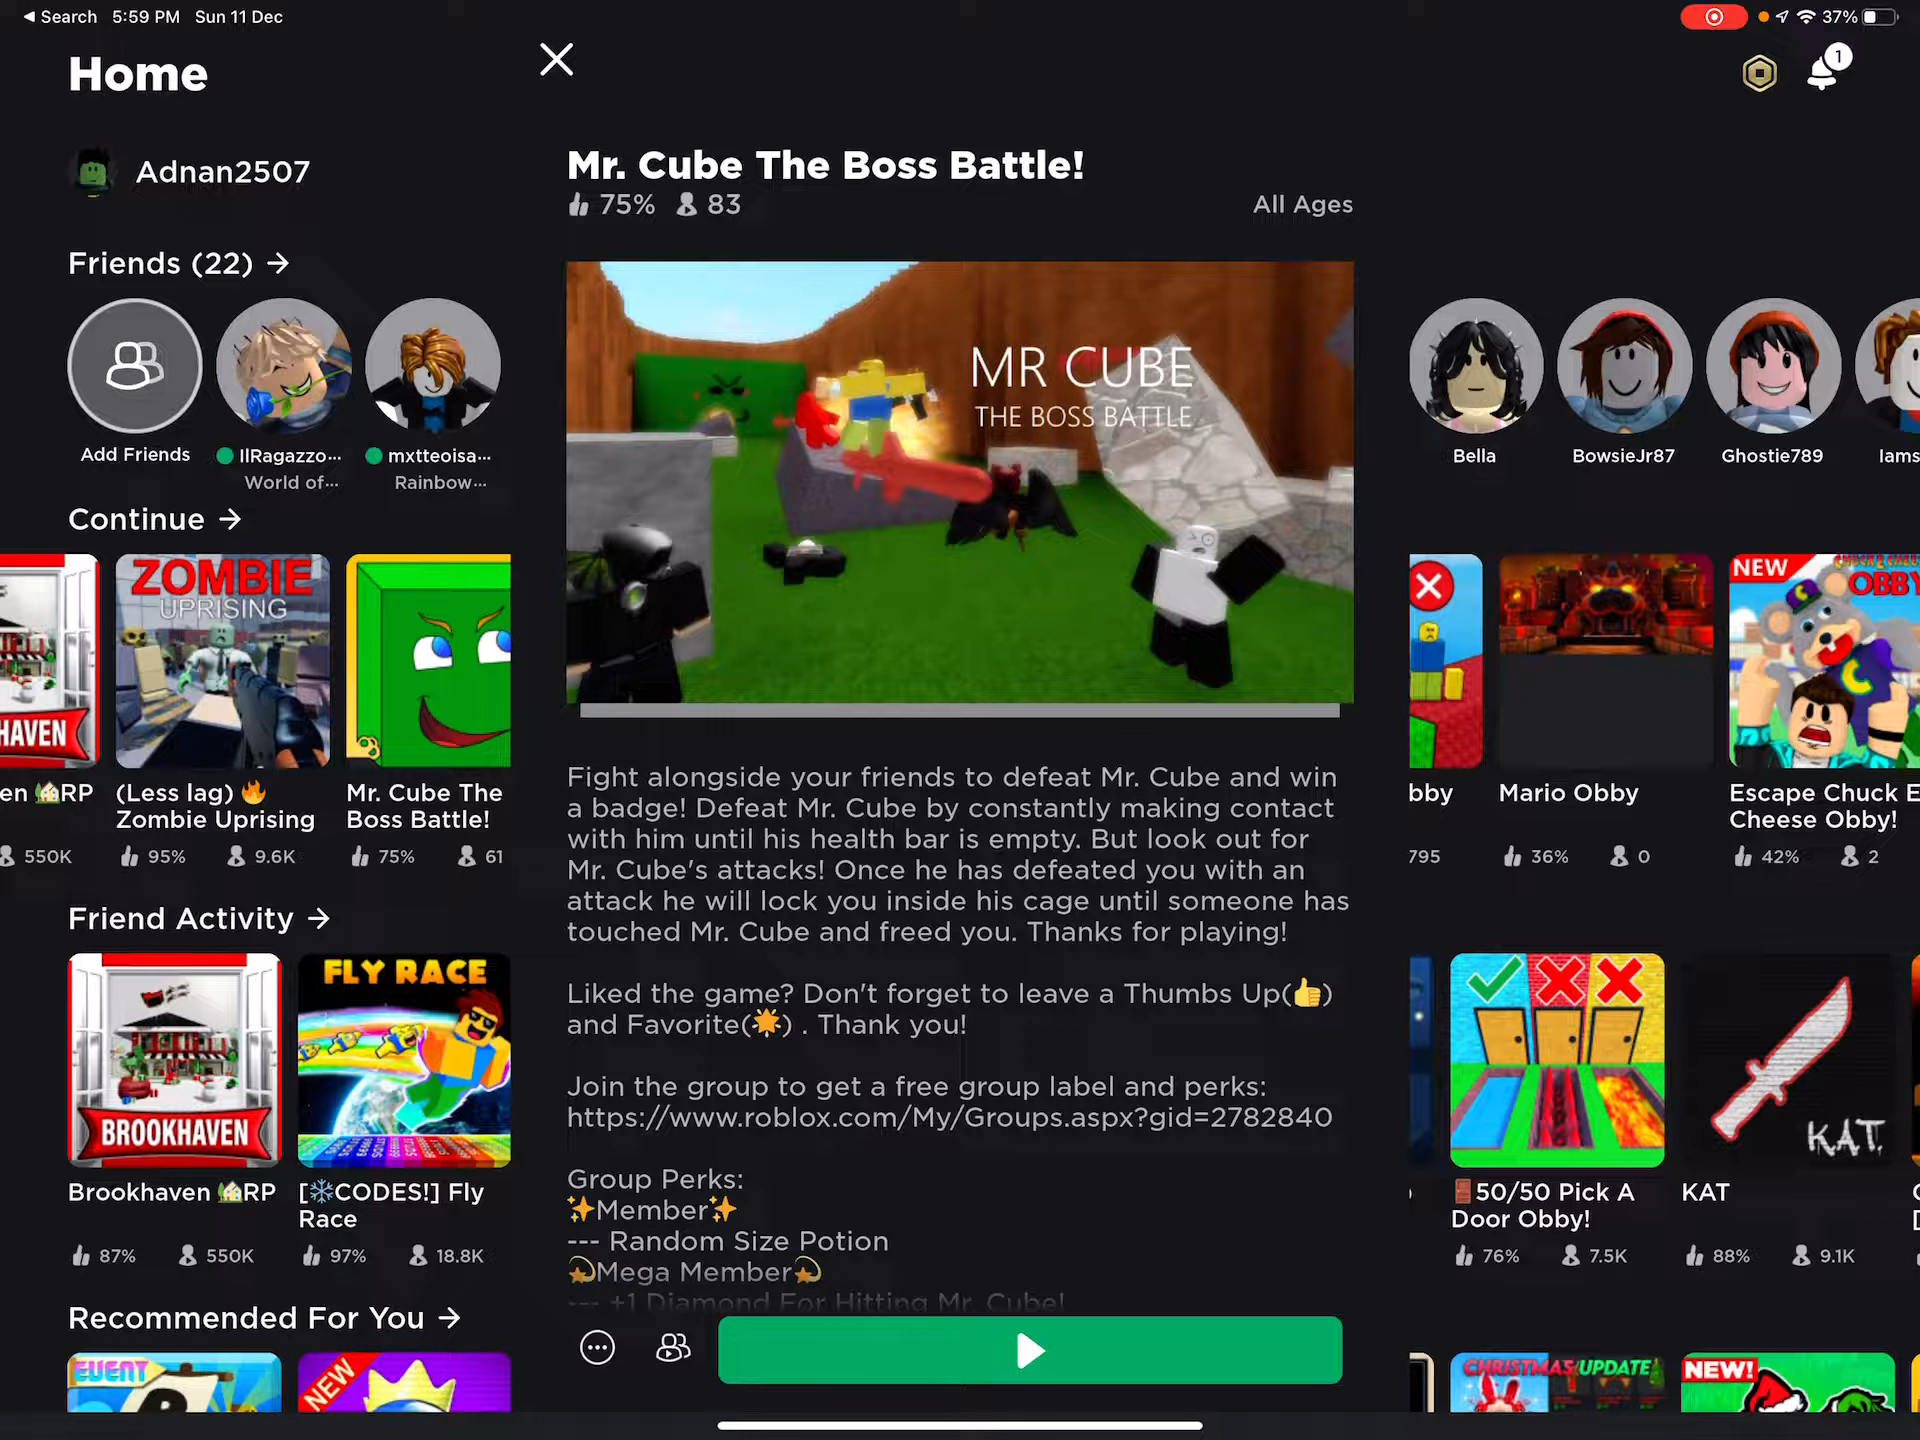 Search 5:59 PM Sun 11 Dec
37%
Home
1
Adnan2507
Friends (22)
Add Friends
IlRagazzo...
World of...
mxtteoisa...
Rainbow...
Continue
ZOMBIE
UPRISING
HAVEN
en RP
550K
(Less lag)
Zombie Uprising
95% 9.6K
Mr. Cube The
Boss Battle!
75% 61
Friend Activity
BROOKHAVEN
FLY RACE
Brookhaven RP
87% 550K
[CODES!] Fly
Race
97% 18.8K
Recommended For You
EVENT
NEW
Mr. Cube The Boss Battle!
75% 83
All Ages
MR CUBE
THE BOSS BATTLE
Fight alongside your friends to defeat Mr. Cube and win
a badge! Defeat Mr. Cube by constantly making contact
with him until his health bar is empty. But look out for
Mr. Cube's attacks! Once he has defeated you with an
attack he will lock you inside his cage until someone has
touched Mr. Cube and freed you. Thanks for playing!
Liked the game? Don't forget to leave a Thumbs Up(👍)
and Favorite(🌟) . Thank you!
Join the group to get a free group label and perks:
https://www.roblox.com/My/Groups.aspx?gid=2782840
Group Perks:
✨Member✨
--- Random Size Potion
💫Mega Member💫
--- +1 Diamond For Hitting Mr. Cube!
Bella
BowsieJr87
Ghostie789
Iams
NEW
OBBY
bby
795
Mario Obby
36% 0
Escape Chuck E
Cheese Obby!
42% 2
KAT
50/50 Pick A
Door Obby!
76% 7.5K
KAT
88% 9.1K
CHRISTMAS UPDATE
NEW!